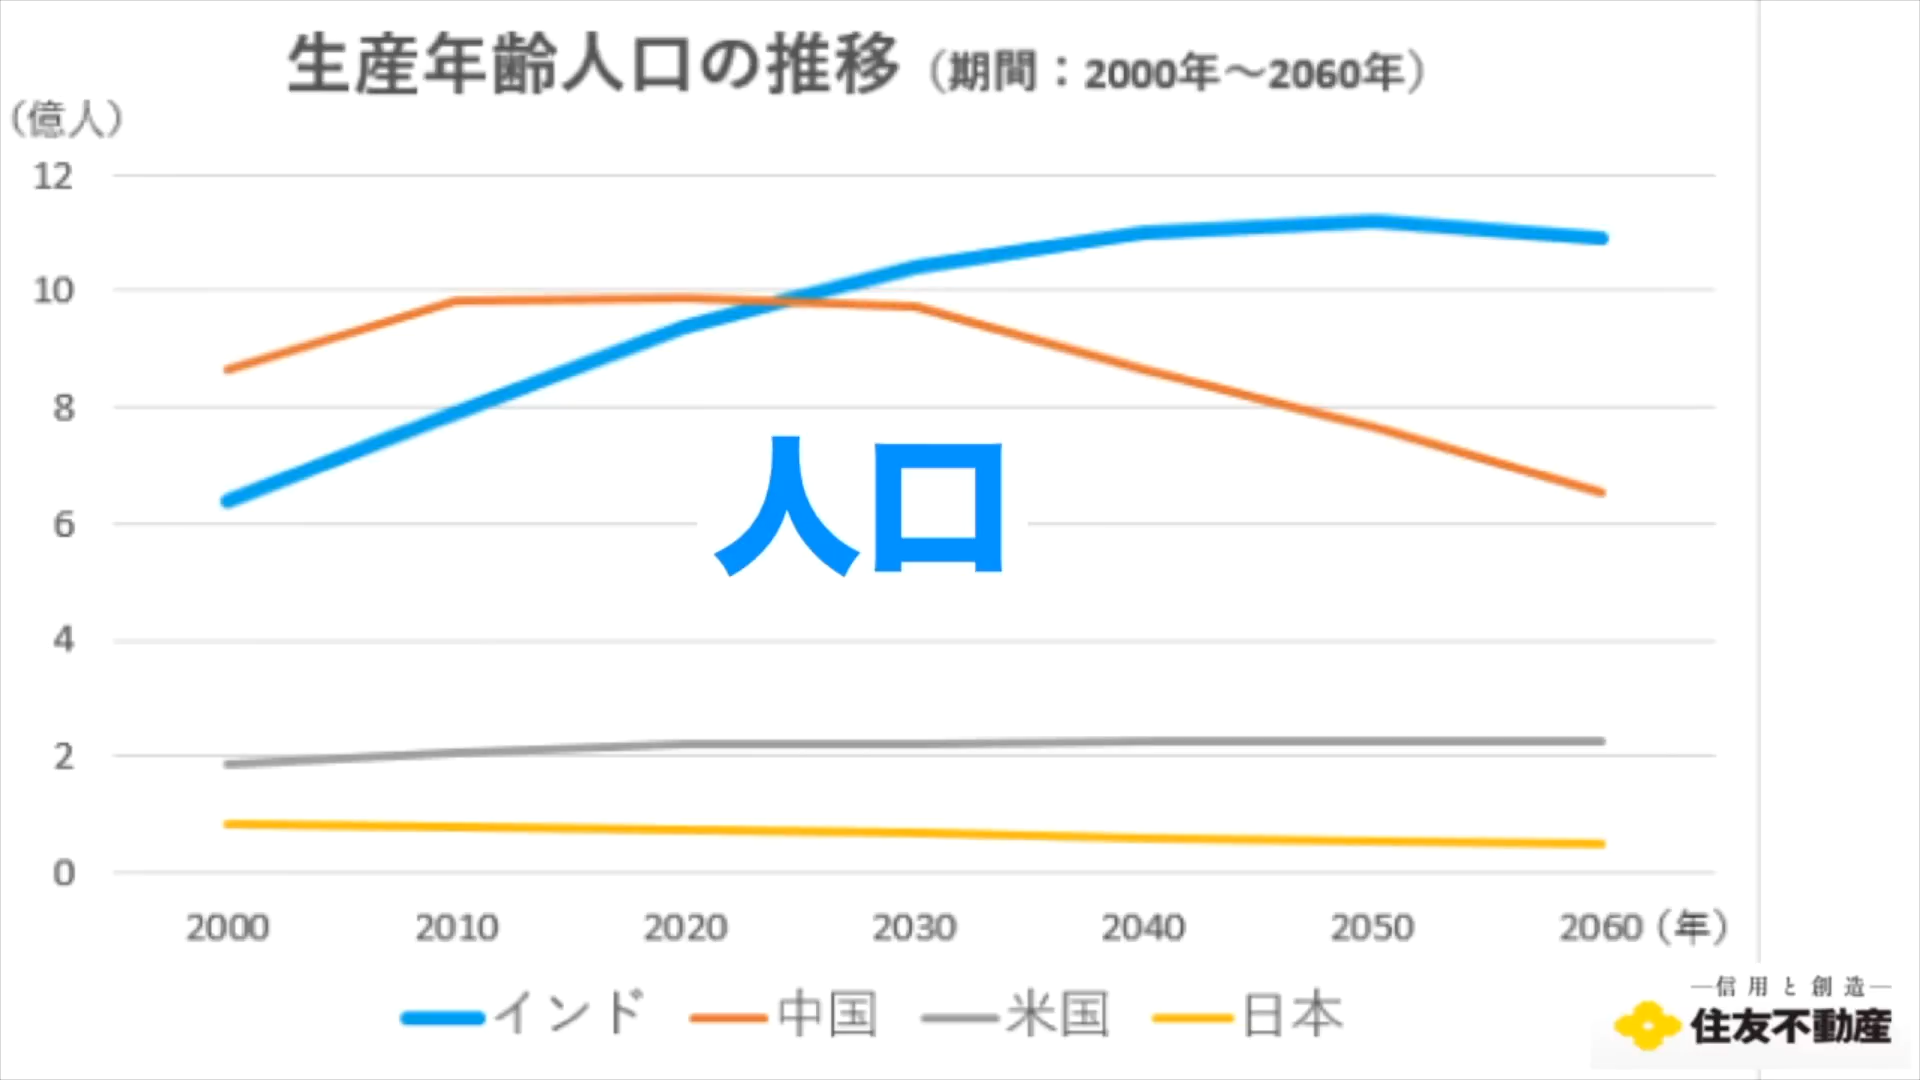 生産年齢人口の推移（期間：2000年～2060年）
（億人）
12
10
8
人口
6
4
2
0
2000 2010 2020 2030 2040 2050 2060（年）
インド 中国 米国 日本
―信用と創造―
住友不動産